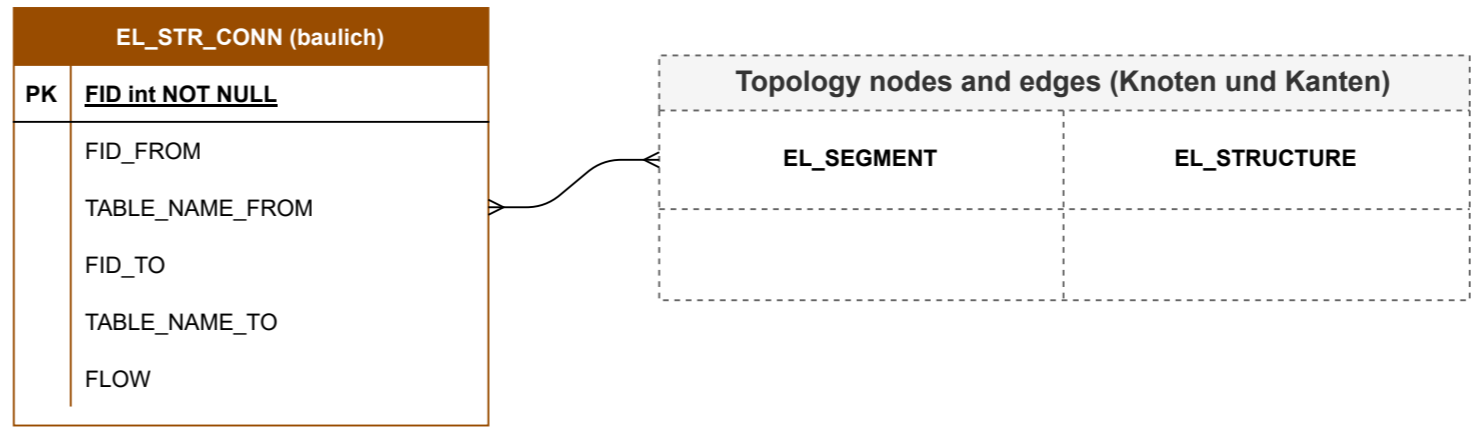 EL_STR_CONN (baulich)
PK FID int NOT NULL
FID_FROM
TABLE_NAME_FROM
FID_TO
TABLE_NAME_TO
FLOW
Topology nodes and edges (Knoten und Kanten)
EL_SEGMENT EL_STRUCTURE